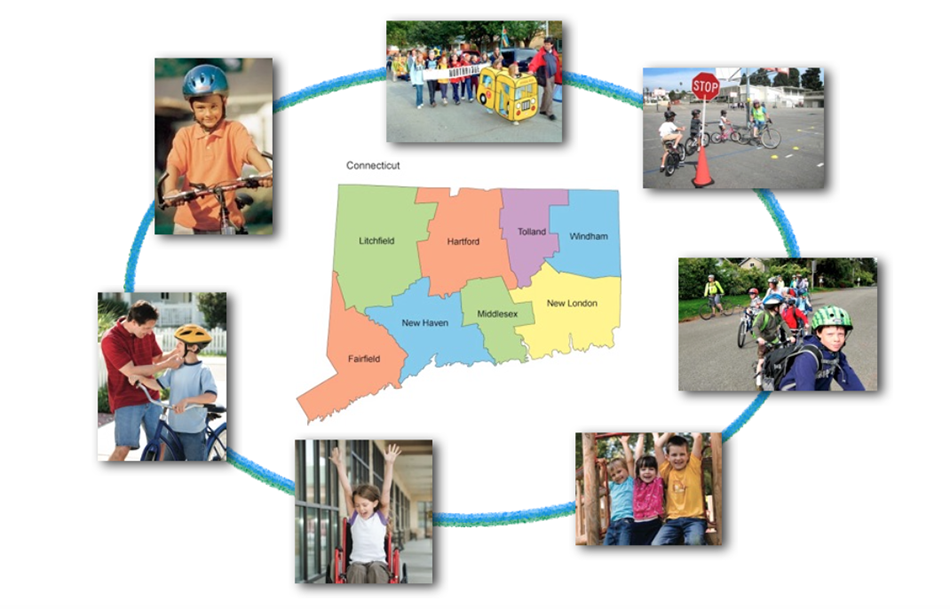 STOP
Connecticut
Litchfield
Hartford
Tolland
Windham
New London
Middlesex
New Haven
Fairfield